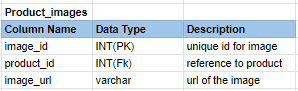 Product_images
Column Name Data Type Description
image_id INT(PK) unique id for image
product_id INT(Fk) reference to product
image_url varchar url of the image